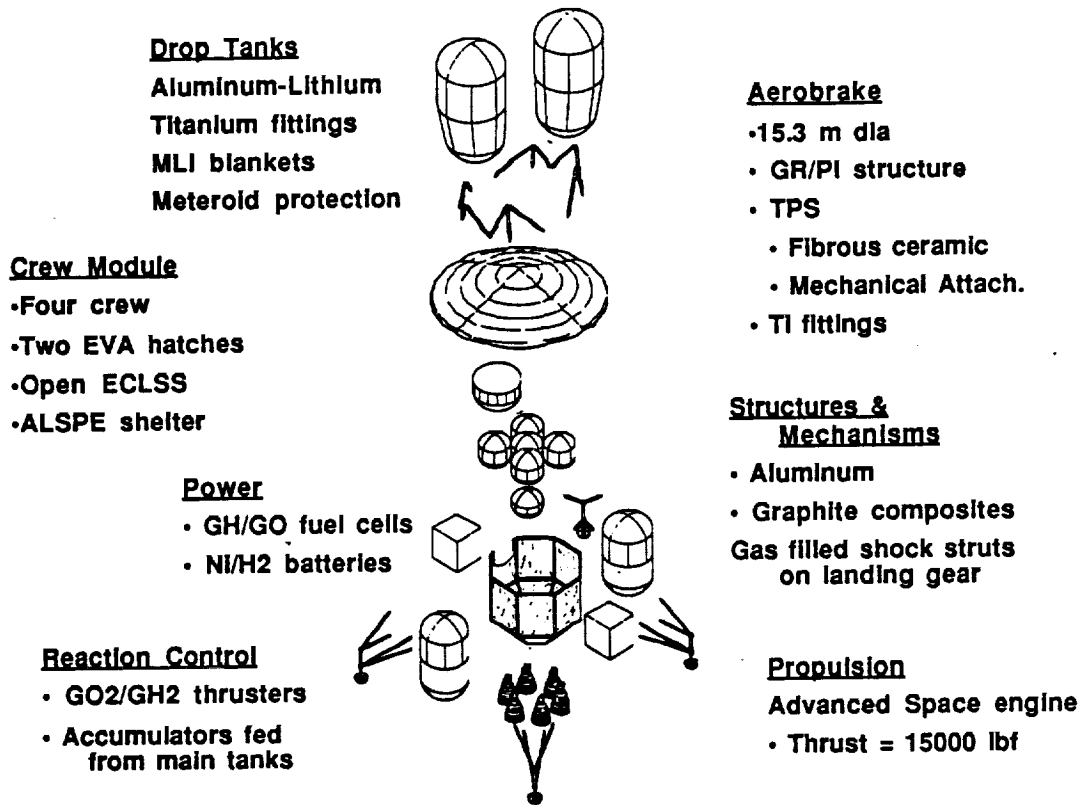 Drop Tanks
Aluminum-Lithium
Titanium fittings
MLI blankets
Meteroid protection
Aerobrake
•15.3 m dia
• GR/PI structure
• TPS
• Fibrous ceramic
• Mechanical Attach.
• Ti fittings
Crew Module
•Four crew
•Two EVA hatches
•Open ECLSS
•ALSPE shelter
Structures &
Mechanisms
• Aluminum
• Graphite composites
Gas filled shock struts
on landing gear
Power
• GH/GO fuel cells
• Ni/H2 batteries
Reaction Control
• GO2/GH2 thrusters
• Accumulators fed
from main tanks
Propulsion
Advanced Space engine
• Thrust = 15000 lbf